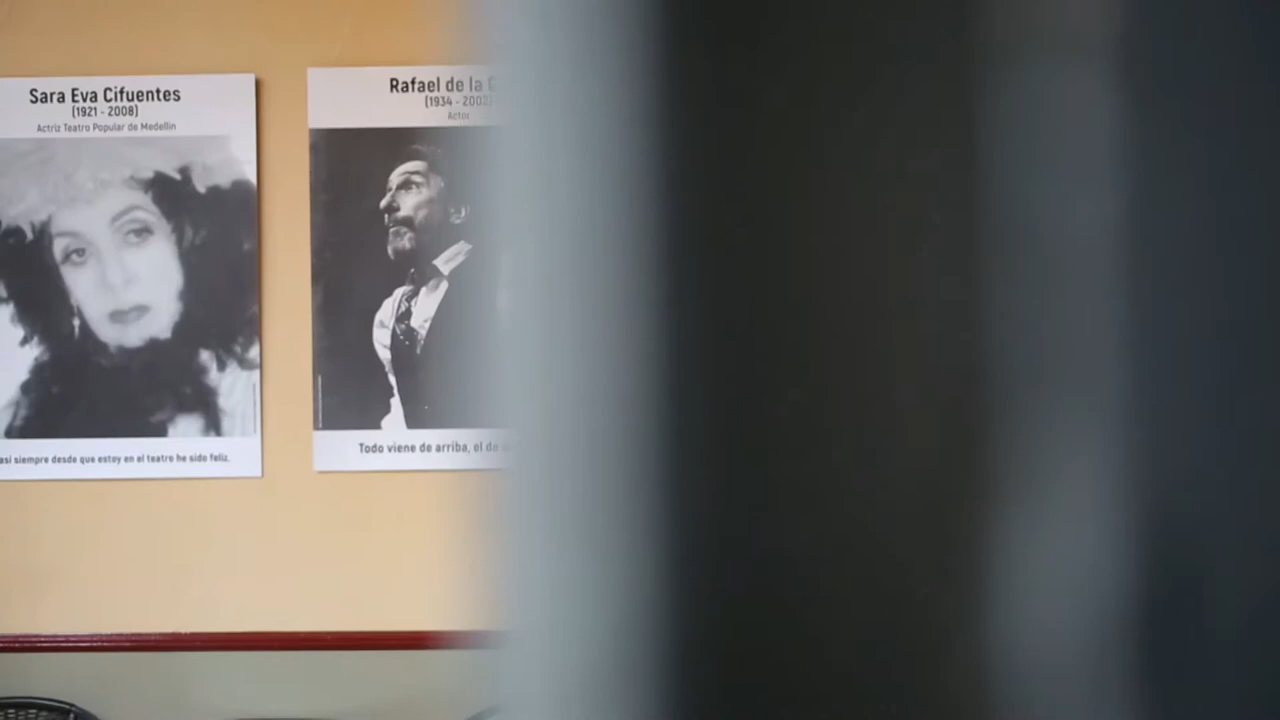 Sara Eva Cifuentes
(1921 - 2008)
Actriz Teatro Popular de Medellín
asi siempre desde que estoy en el teatro he sido feliz.
Rafael de la
(1934 - 2002)
Actor
Todo viene de arriba, el de